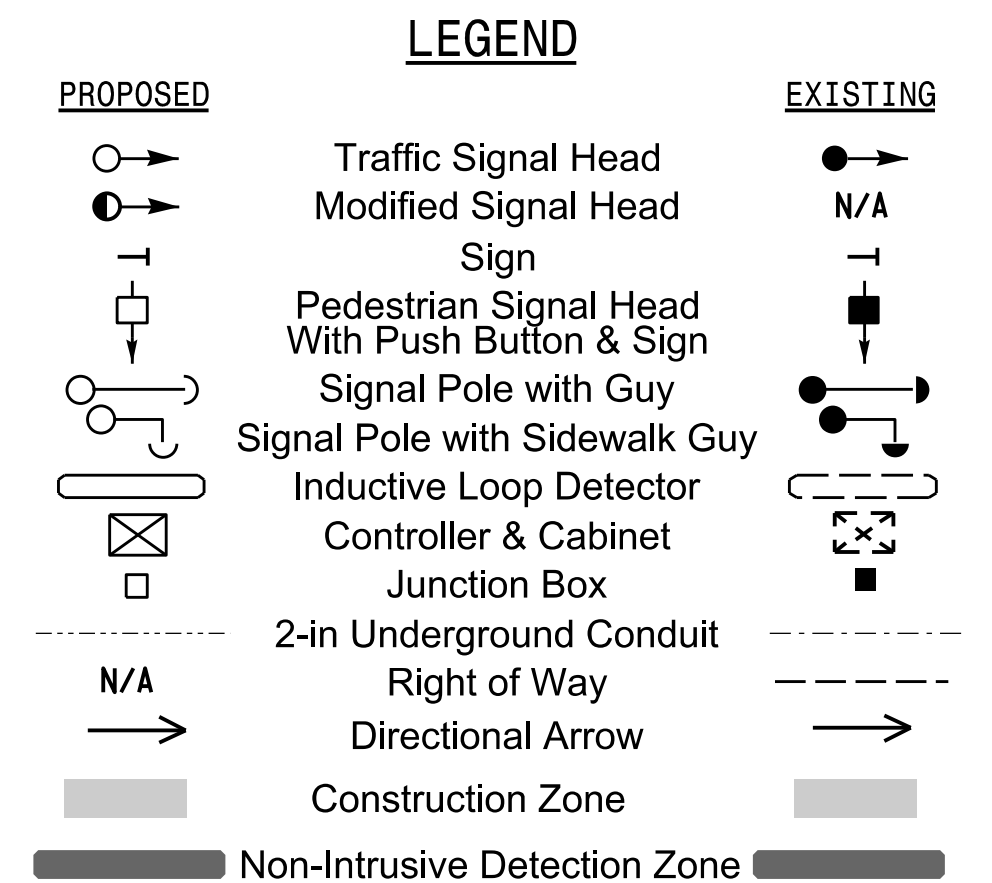 LEGEND
PROPOSED EXISTING
Traffic Signal Head
Modified Signal Head N/A
Sign
Pedestrian Signal Head
With Push Button & Sign
Signal Pole with Guy
Signal Pole with Sidewalk Guy
Inductive Loop Detector
Controller & Cabinet
Junction Box
2-in Underground Conduit
N/A Right of Way
Directional Arrow
Construction Zone
Non-Intrusive Detection Zone